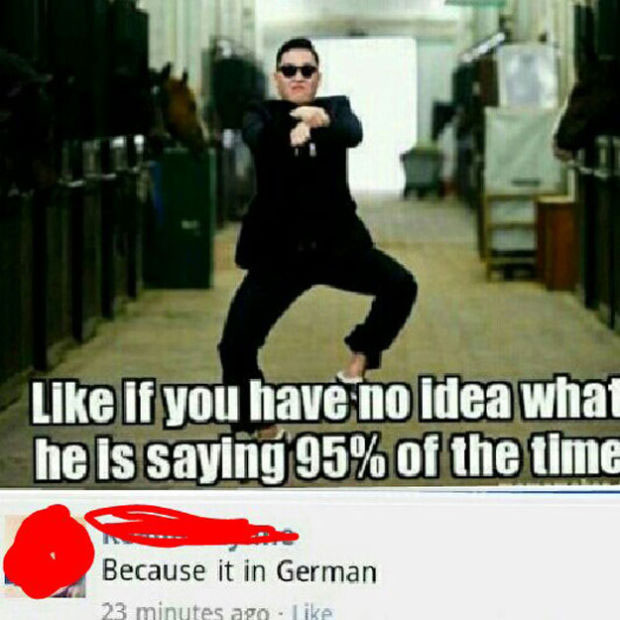 Like if you have no idea what
he is saying 95% of the time
Because it in German
23 minutes ago · Like